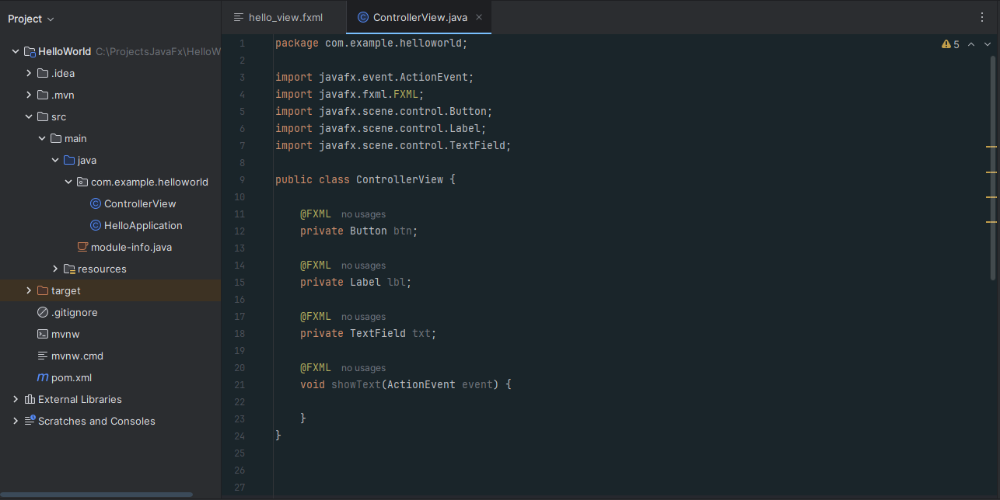 Project
HelloWorld C:\ProjectsJavaFx\HelloW
.idea
.mvn
src
main
java
com.example.helloworld
ControllerView
HelloApplication
module-info.java
resources
target
.gitignore
mvnw
mvnw.cmd
pom.xml
External Libraries
Scratches and Consoles
hello_view.fxml
ControllerView.java
5
1 package com.example.helloworld;
2
3 import javafx.event.ActionEvent;
4 import javafx.fxml.FXML;
5 import javafx.scene.control.Button;
6 import javafx.scene.control.Label;
7 import javafx.scene.control.TextField;
8
9 public class ControllerView {
10
11     @FXML no usages
12     private Button btn;
13
14     @FXML no usages
15     private Label lbl;
16
17     @FXML no usages
18     private TextField txt;
19
20     @FXML no usages
21     void showText(ActionEvent event) {
22
23     }
24 }
25
26
27